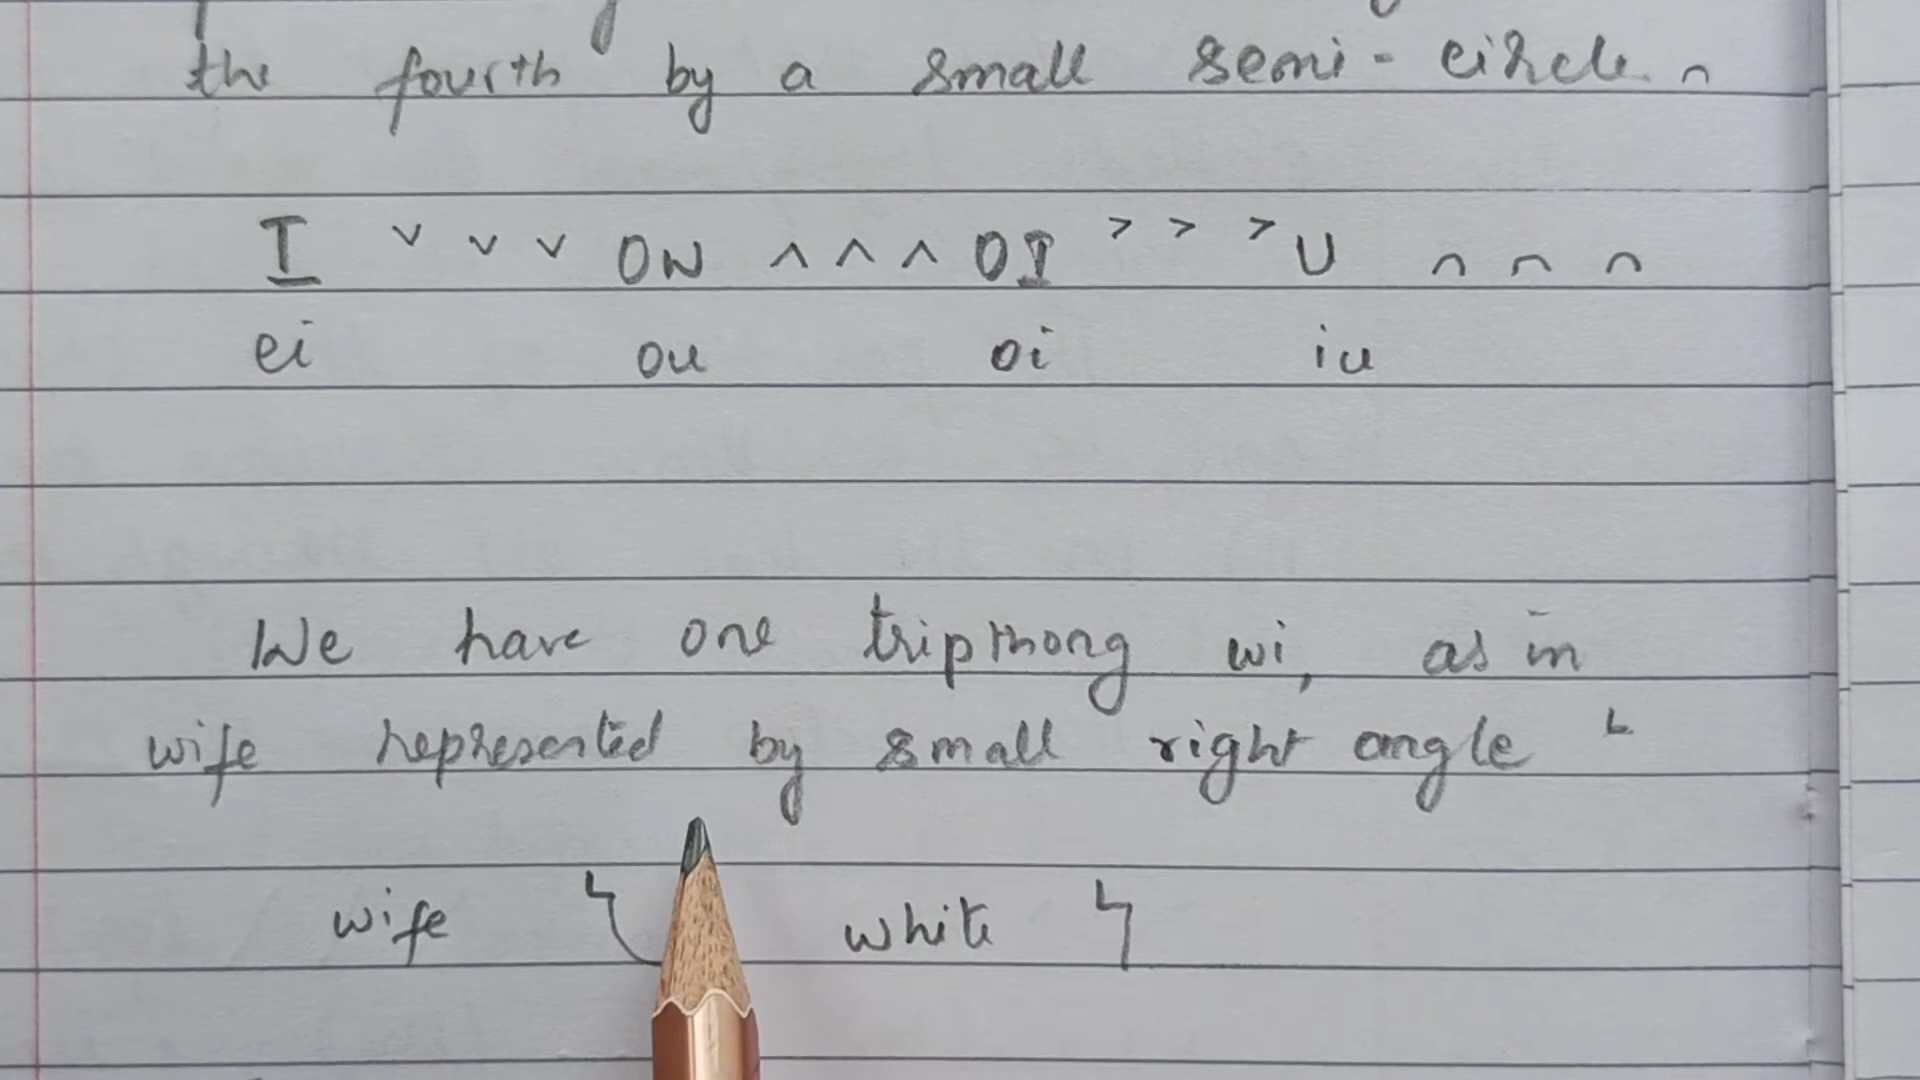 the fourth by a small semi-circle. ∩
I ˅ ˅ ˅ OW ^ ^ ^ OI > > > U ∩ ∩ ∩
ei ou oi iu
We have one tripthong wi, as in
wife represented by small right angle ∟
wife white